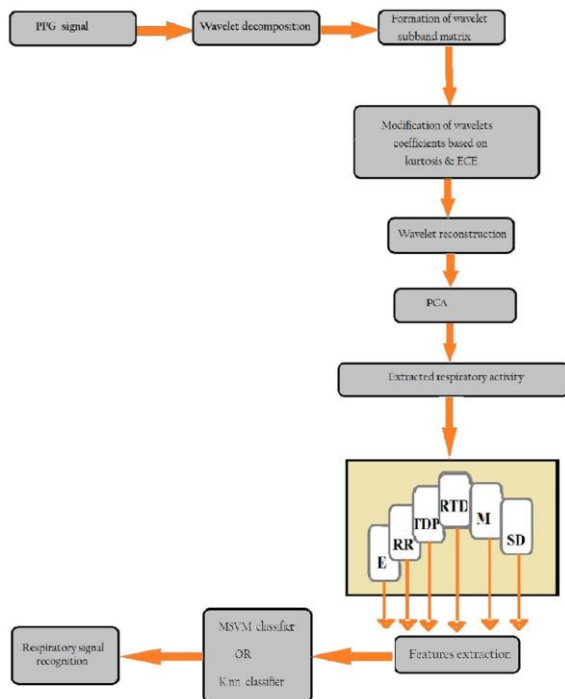 PPG signal
Wavelet decomposition
Formation of wavelet
subband matrix
Modification of wavelets
coefficients based on
kurtosis & ECE
Wavelet reconstruction
PCA
Extracted respiratory activity
E
RR
TDP
RTD
M
SD
Features extraction
MSVM classifier
OR
K nn classifier
Respiratory signal
recognition